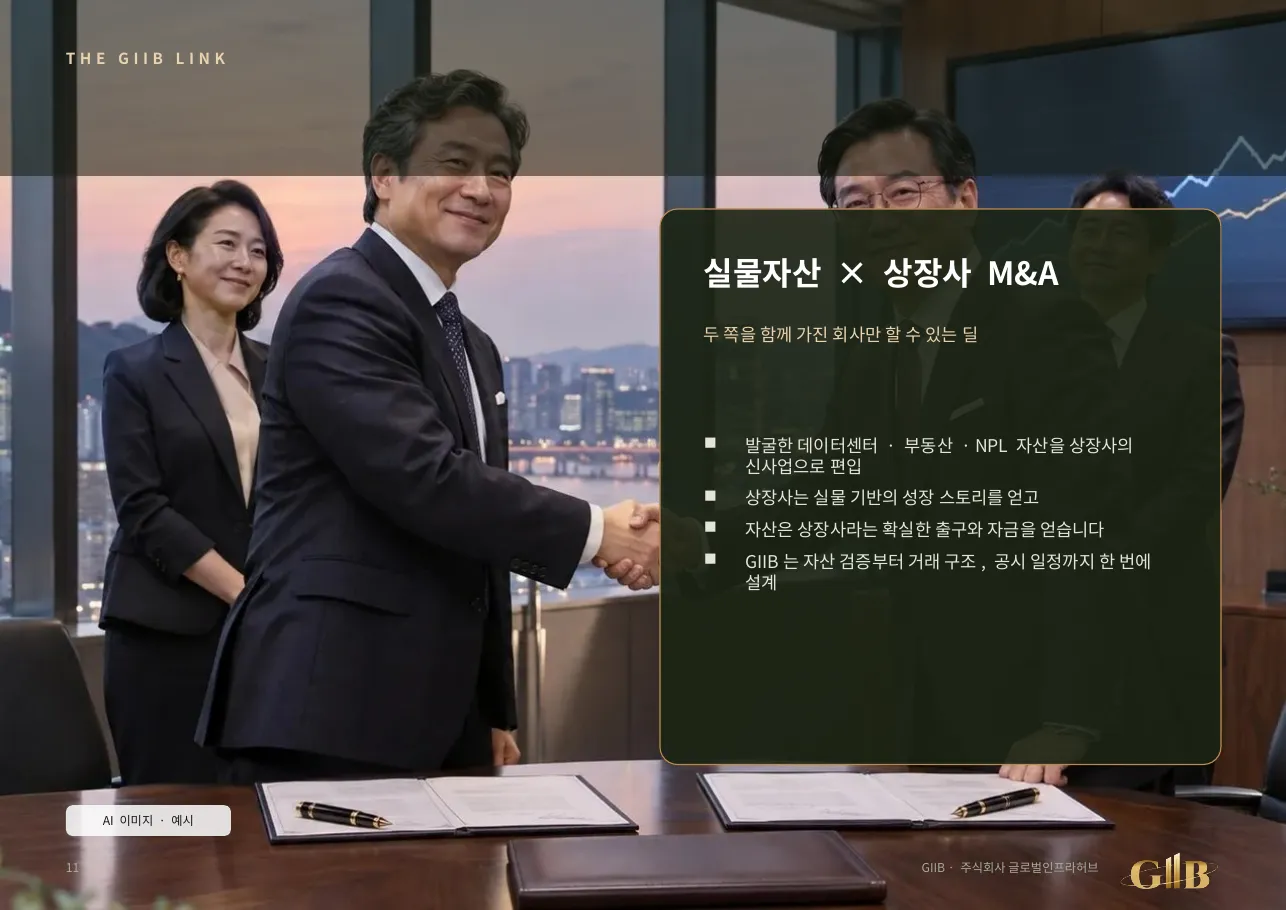 THE GIIB LINK
실물자산 × 상장사 M&A
두 쪽을 함께 가진 회사만 할 수 있는 딜
■ 발굴한 데이터센터 · 부동산 · NPL 자산을 상장사의
신사업으로 편입
■ 상장사는 실물 기반의 성장 스토리를 얻고
■ 자산은 상장사라는 확실한 출구와 자금을 얻습니다
■ GIIB 는 자산 검증부터 거래 구조 , 공시 일정까지 한 번에
설계
AI 이미지 · 예시
11
GIIB · 주식회사 글로벌인프라허브
GIIB